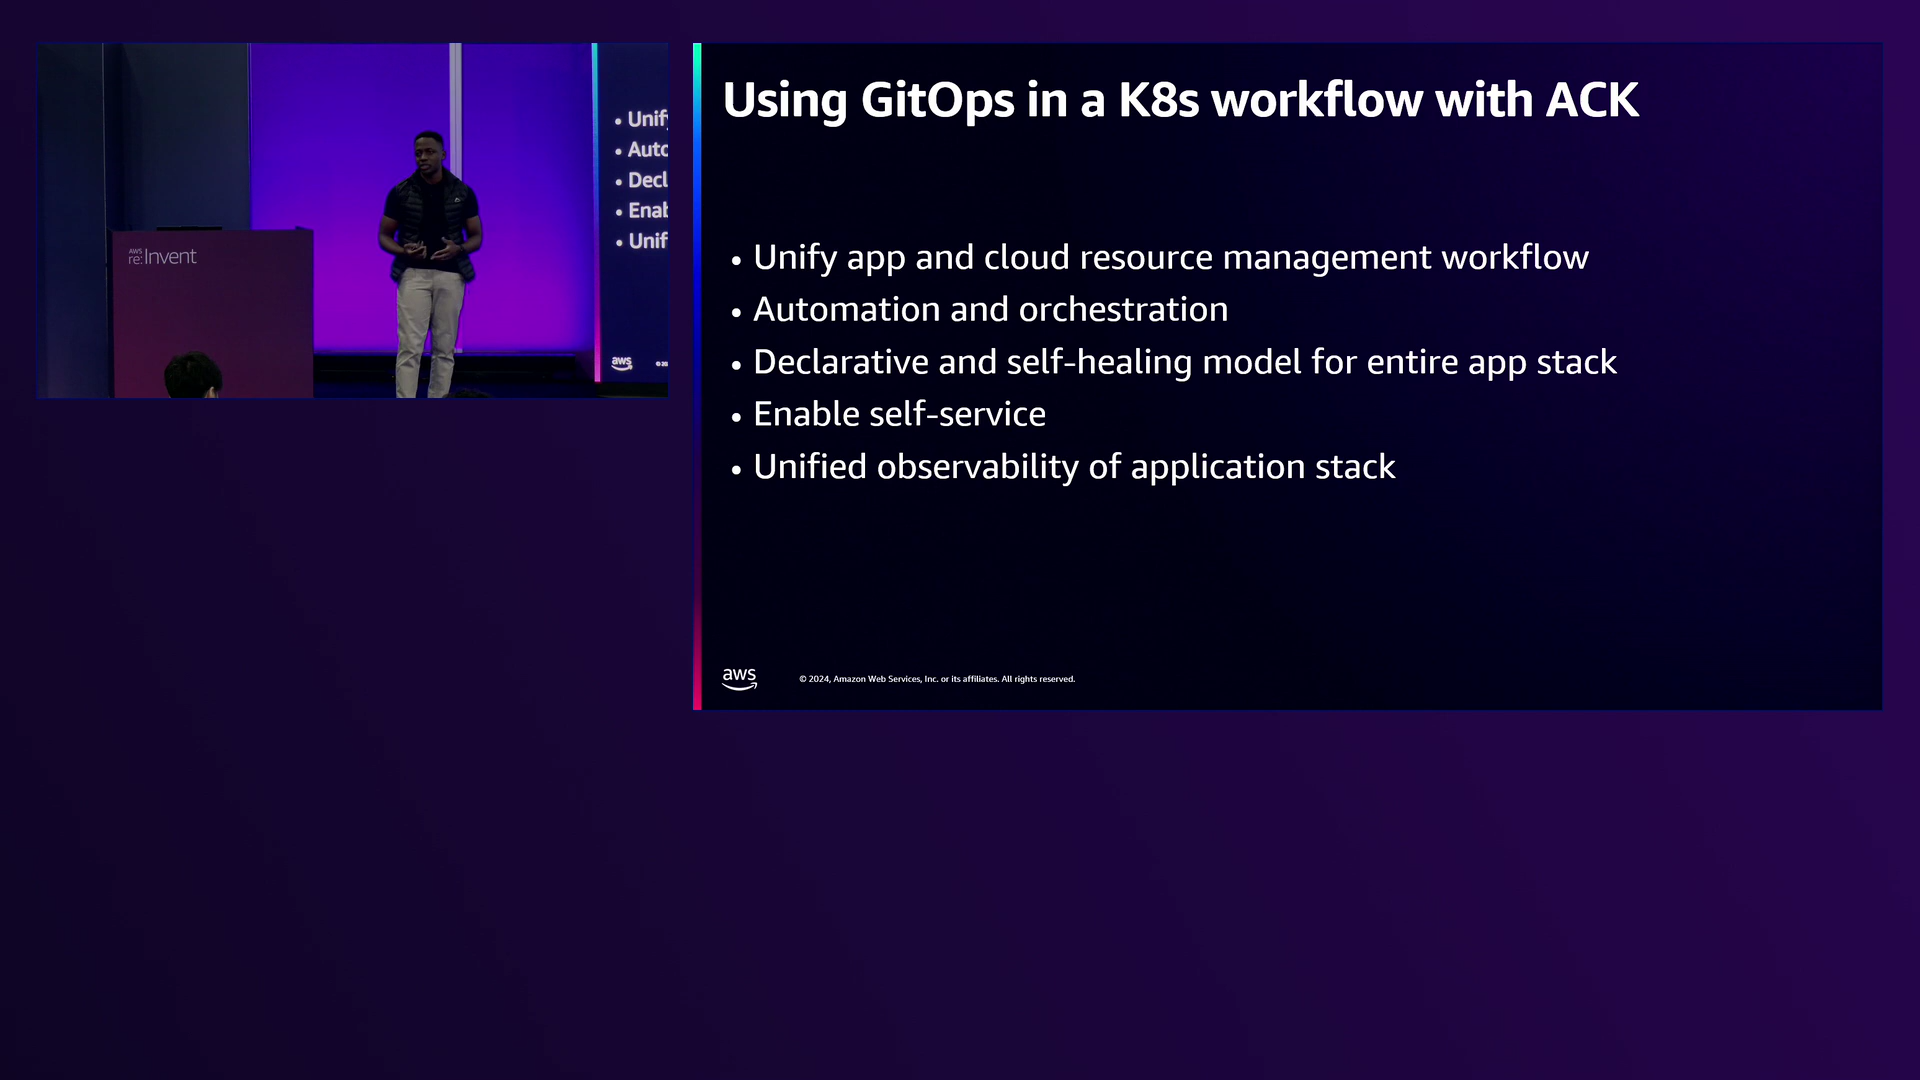 AWS
re:Invent
• Unify
• Auto
• Decl
• Enab
• Unif
aws
Using GitOps in a K8s workflow with ACK
• Unify app and cloud resource management workflow
• Automation and orchestration
• Declarative and self-healing model for entire app stack
• Enable self-service
• Unified observability of application stack
aws
© 2024, Amazon Web Services, Inc. or its affiliates. All rights reserved.